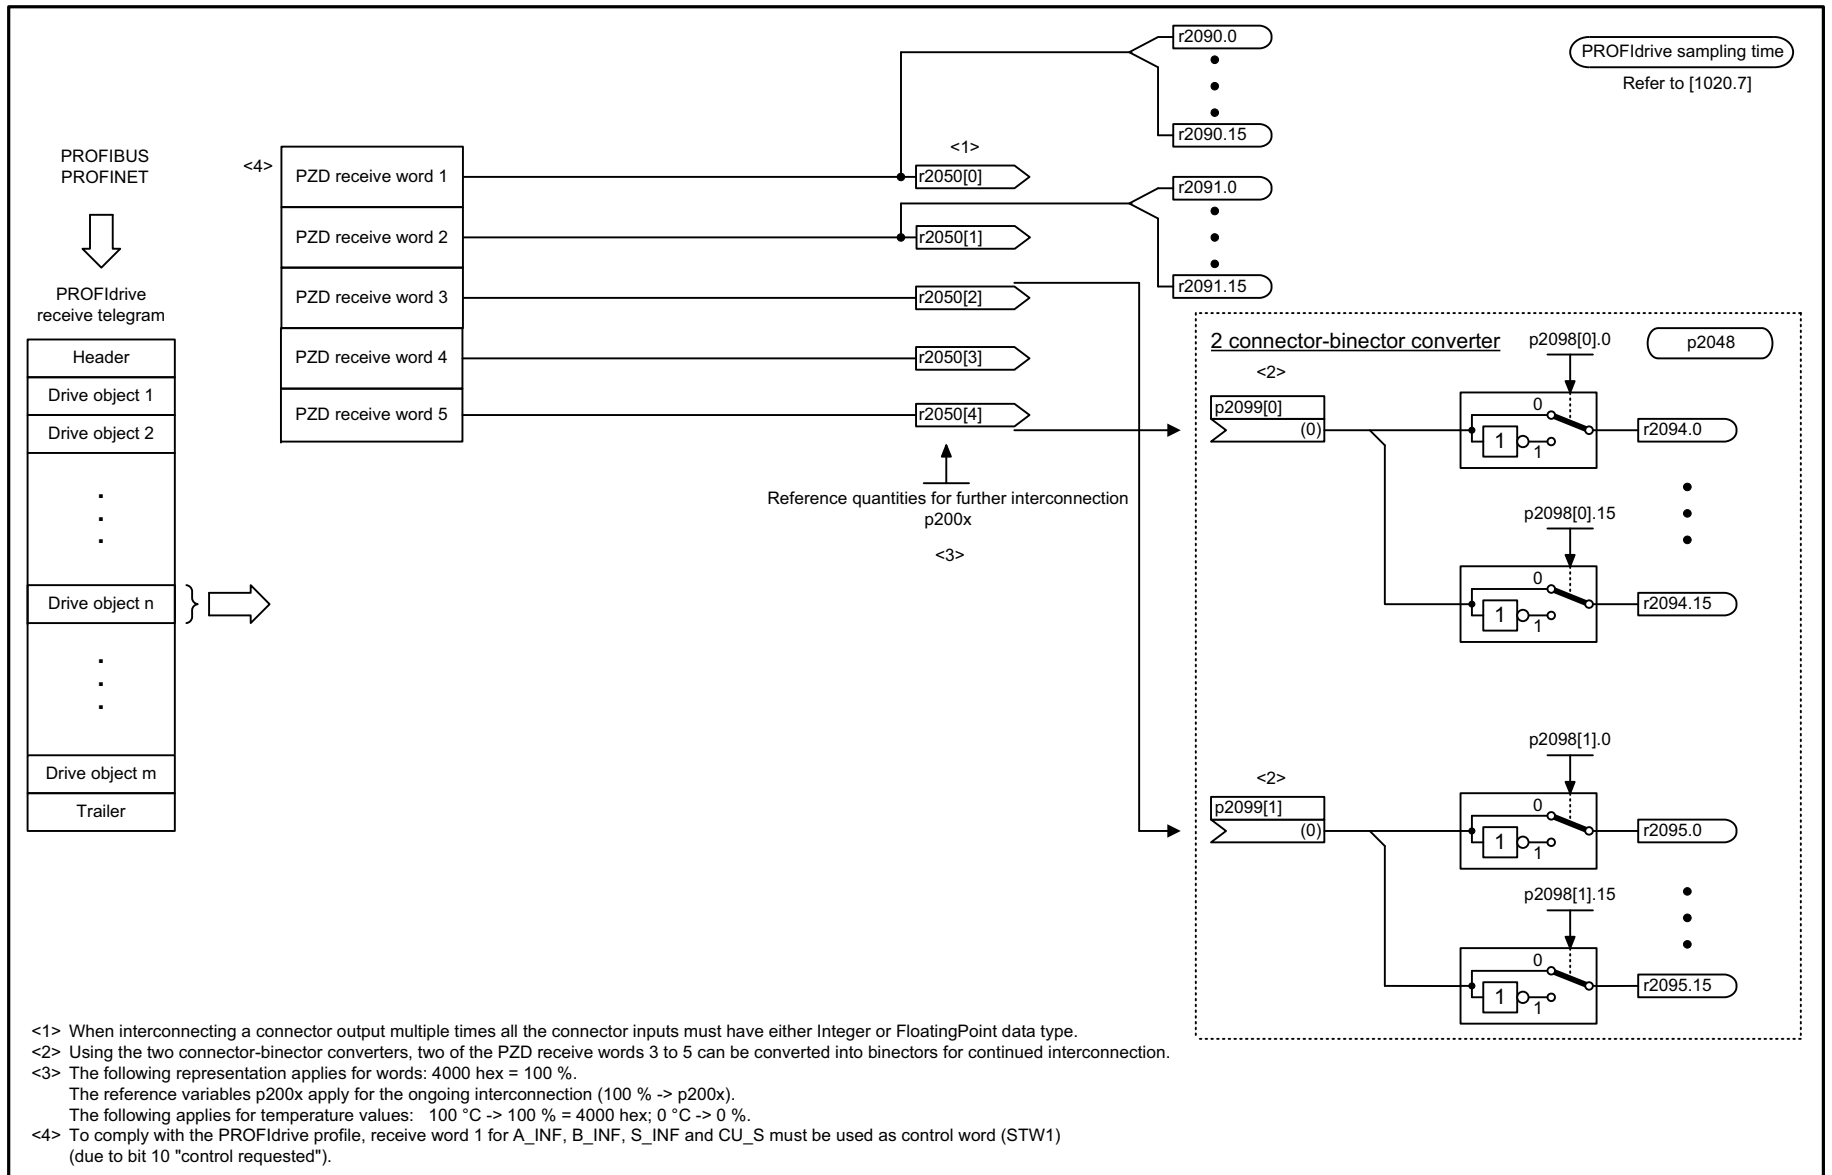 PROFIdrive sampling time
Refer to [1020.7]
PROFIBUS
PROFINET
PROFIdrive
receive telegram
Header
Drive object 1
Drive object 2
Drive object n
Drive object m
Trailer
<4>
PZD receive word 1
PZD receive word 2
PZD receive word 3
PZD receive word 4
PZD receive word 5
<1>
r2050[0]
r2050[1]
r2050[2]
r2050[3]
r2050[4]
Reference quantities for further interconnection
p200x
<3>
r2090.0
r2090.15
r2091.0
r2091.15
2 connector-binector converter
p2048
<2>
p2099[0]
(0)
p2098[0].0
0
1
1
r2094.0
p2098[0].15
0
1
1
r2094.15
<2>
p2099[1]
(0)
p2098[1].0
0
1
1
r2095.0
p2098[1].15
0
1
1
r2095.15
<1> When interconnecting a connector output multiple times all the connector inputs must have either Integer or FloatingPoint data type.
<2> Using the two connector-binector converters, two of the PZD receive words 3 to 5 can be converted into binectors for continued interconnection.
<3> The following representation applies for words: 4000 hex = 100 %.
The reference variables p200x apply for the ongoing interconnection (100 % -> p200x).
The following applies for temperature values: 100 °C -> 100 % = 4000 hex; 0 °C -> 0 %.
<4> To comply with the PROFIdrive profile, receive word 1 for A_INF, B_INF, S_INF and CU_S must be used as control word (STW1)
(due to bit 10 "control requested").